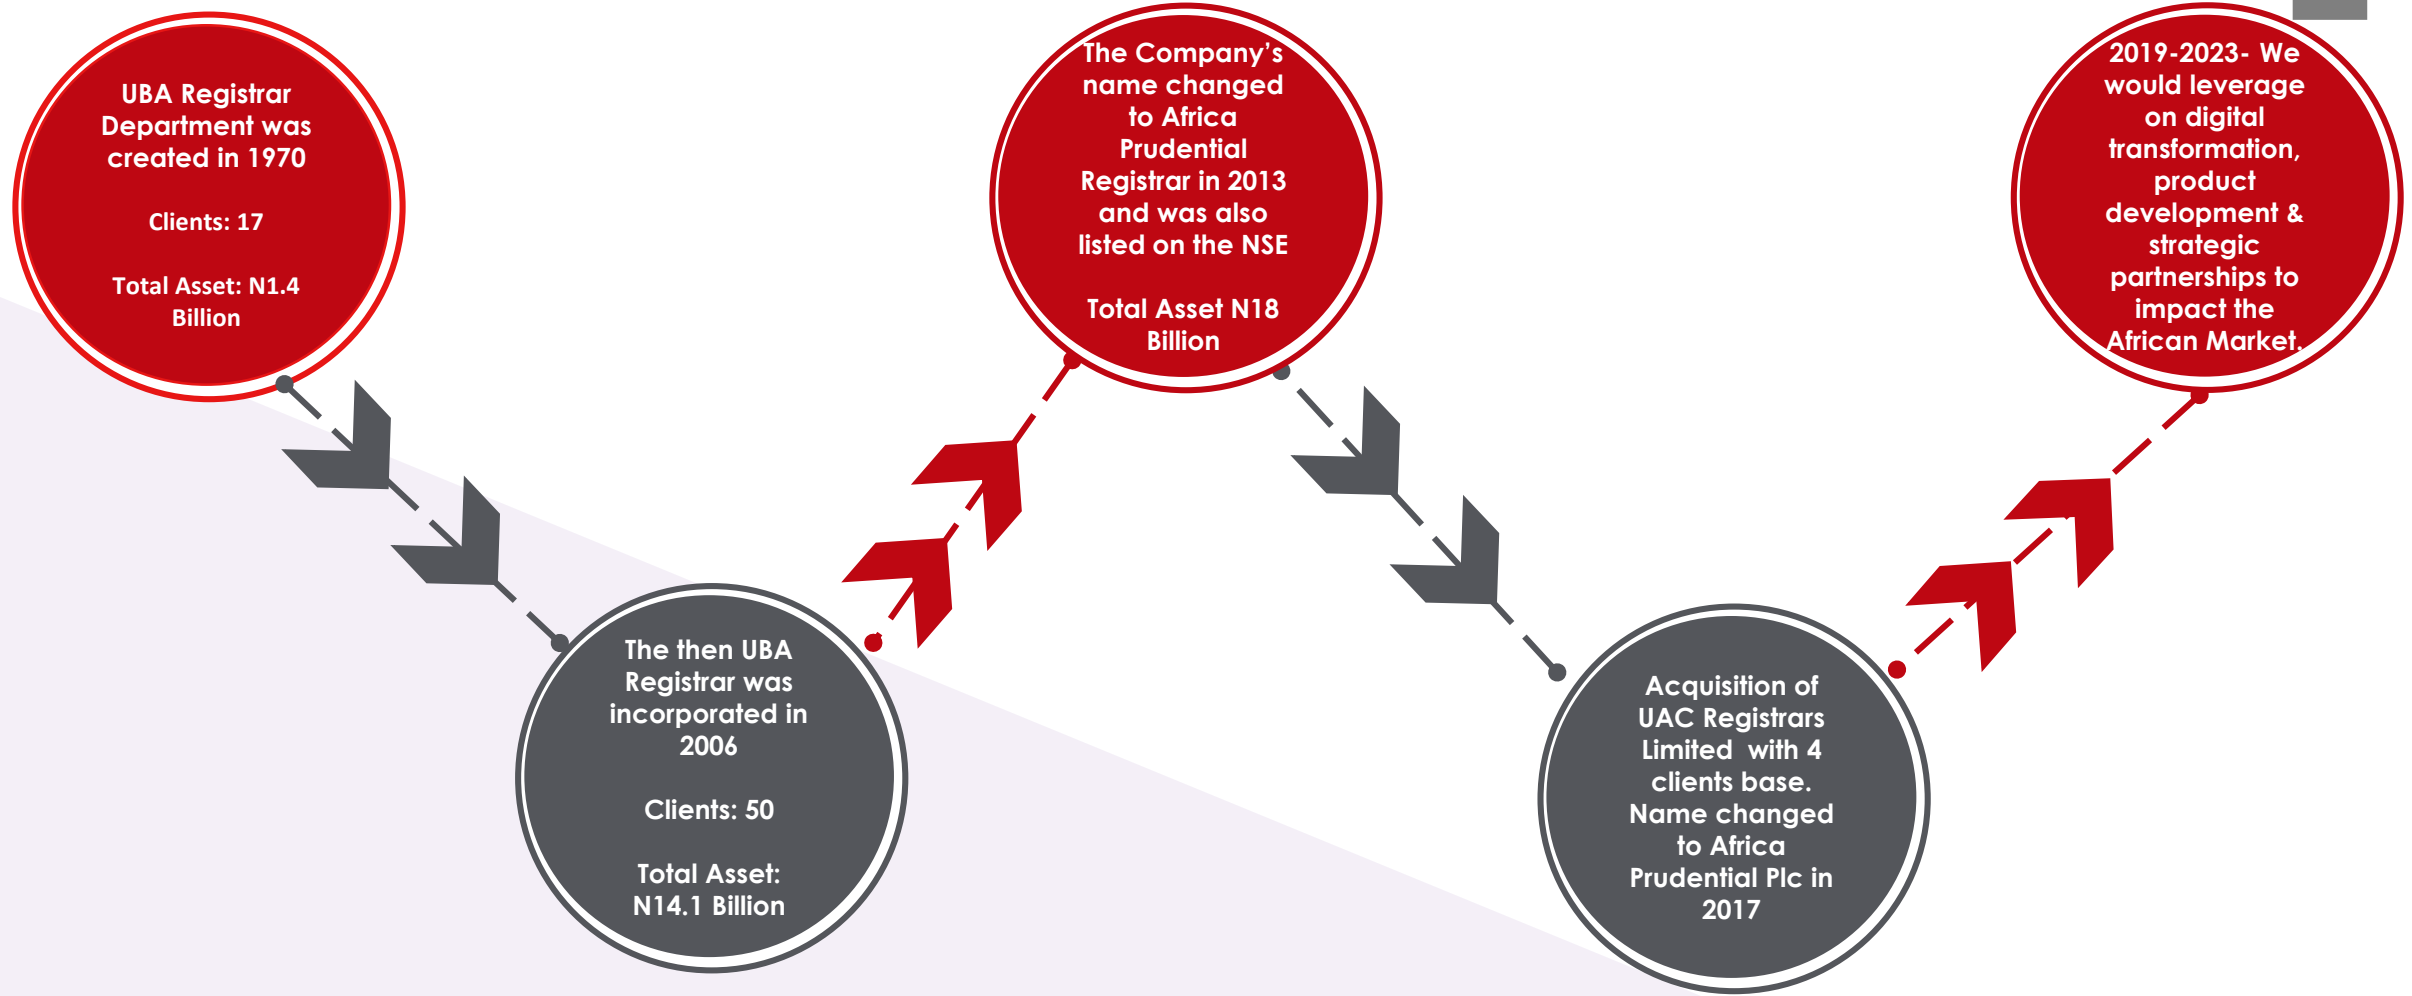 UBA Registrar
Department was
created in 1970
Clients: 17
Total Asset: N1.4
Billion
The then UBA
Registrar was
incorporated in
2006
Clients: 50
Total Asset:
N14.1 Billion
The Company’s
name changed
to Africa
Prudential
Registrar in 2013
and was also
listed on the NSE
Total Asset N18
Billion
Acquisition of
UAC Registrars
Limited  with 4
clients base.
Name changed
to Africa
Prudential Plc in
2017
2019-2023- We
would leverage
on digital
transformation,
product
development &
strategic
partnerships to
impact the
African Market.